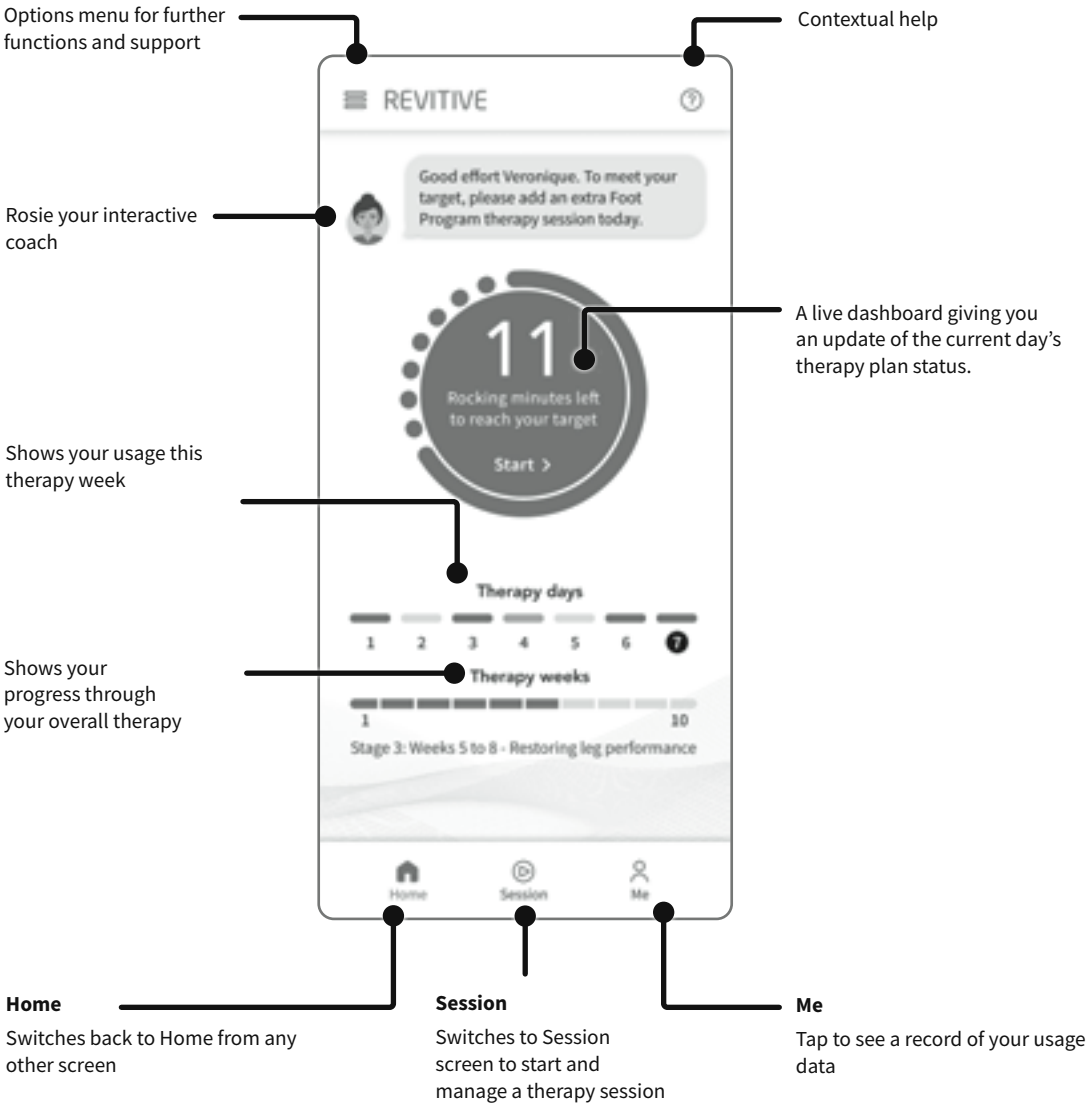 Options menu for further
functions and support
Contextual help
REVITIVE
?
Good effort Veronique. To meet your
target, please add an extra Foot
Program therapy session today.
Rosie your interactive
coach
11
Rocking minutes left
to reach your target
Start >
A live dashboard giving you
an update of the current day’s
therapy plan status.
Shows your usage this
therapy week
Therapy days
1 2 3 4 5 6 7
Shows your
progress through
your overall therapy
Therapy weeks
1 10
Stage 3: Weeks 5 to 8 - Restoring leg performance
Home Session Me
Home
Switches back to Home from any
other screen
Session
Switches to Session
screen to start and
manage a therapy session
Me
Tap to see a record of your usage
data